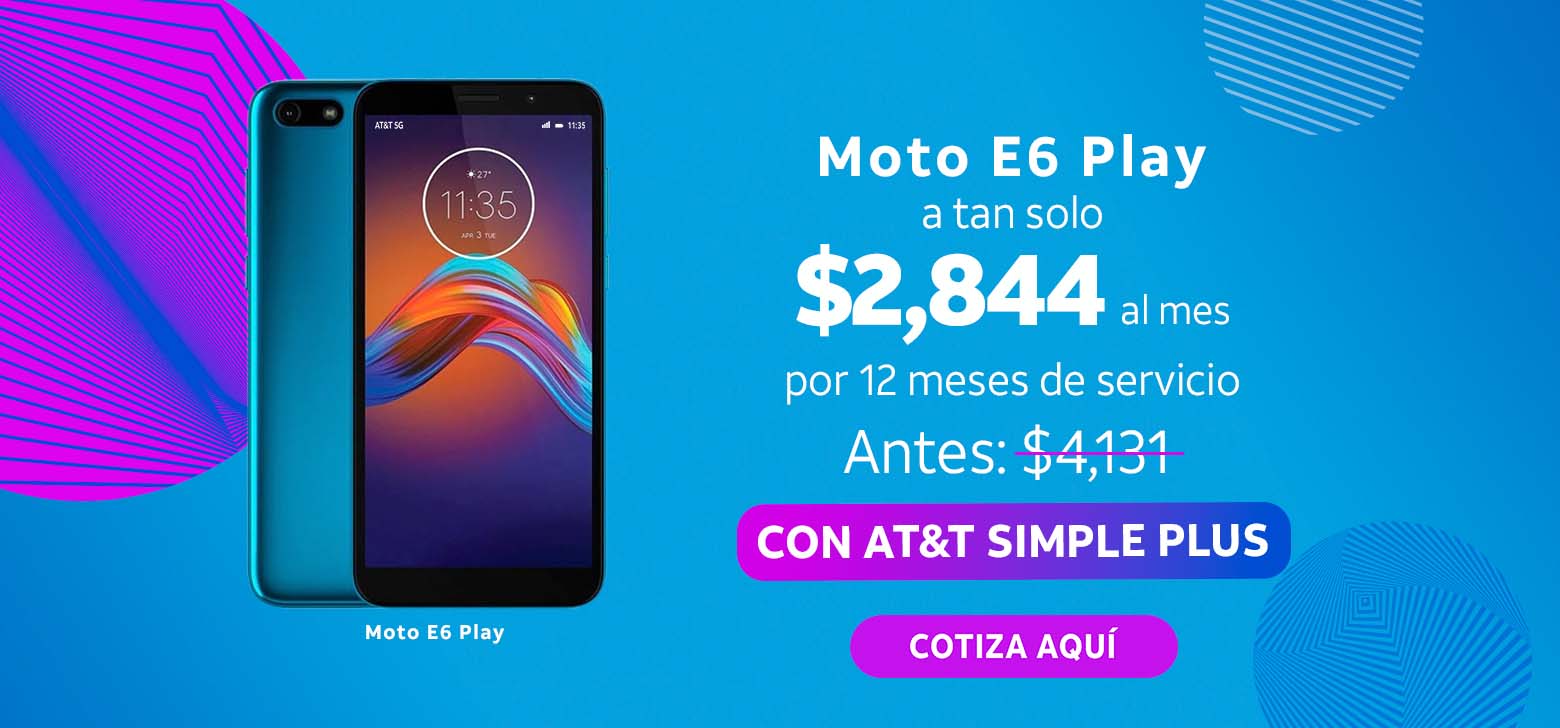 AT&T 5G
11:35
27°
11:35
APR 3 TUE
Moto E6 Play
Moto E6 Play
a tan solo
$2,844 al mes
por 12 meses de servicio
Antes: $4,131
CON AT&T SIMPLE PLUS
COTIZA AQUÍ